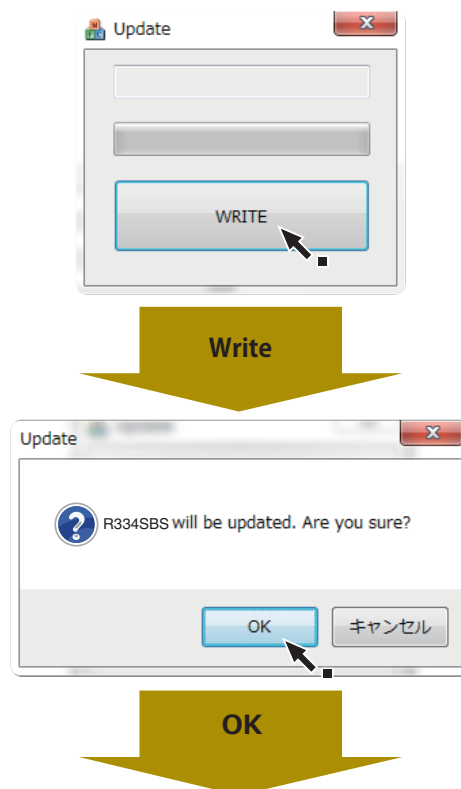 Update
WRITE
Write
Update
R334SBS will be updated. Are you sure?
OK
キャンセル
OK